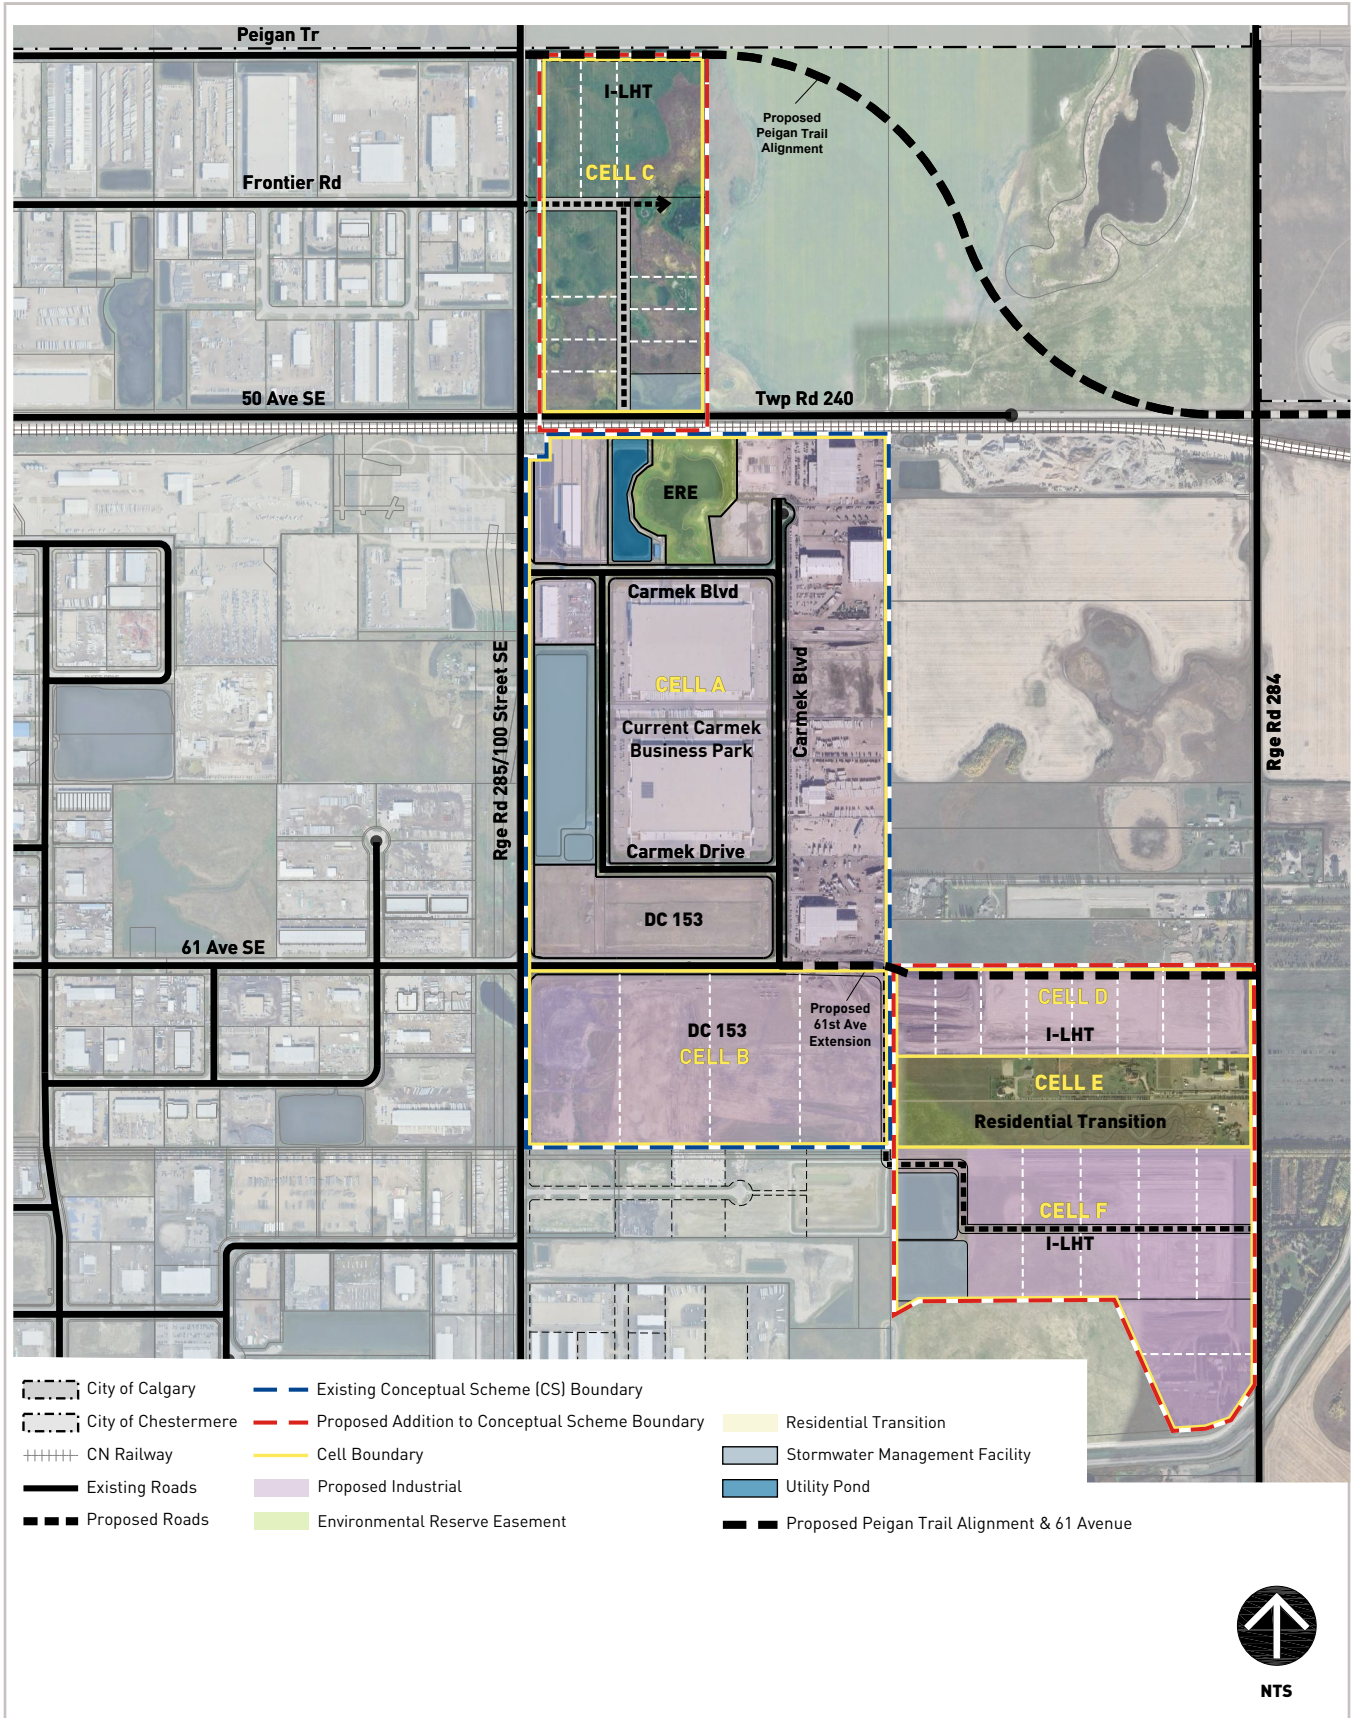 Peigan Tr
I-LHT
Proposed
Peigan Trail
Alignment
CELL C
Frontier Rd
50 Ave SE
Twp Rd 240
ERE
Carmek Blvd
Rge Rd 285/100 Street SE
CELL A
Carmek Blvd
Rge Rd 284
Current Carmek
Business Park
Carmek Drive
DC 153
61 Ave SE
CELL D
Proposed
61st Ave
Extension
DC 153
CELL B
I-LHT
CELL E
Residential Transition
CELL F
I-LHT
City of Calgary
City of Chestermere
CN Railway
Existing Roads
Proposed Roads
Existing Conceptual Scheme (CS) Boundary
Proposed Addition to Conceptual Scheme Boundary
Cell Boundary
Proposed Industrial
Environmental Reserve Easement
Residential Transition
Stormwater Management Facility
Utility Pond
Proposed Peigan Trail Alignment & 61 Avenue
NTS